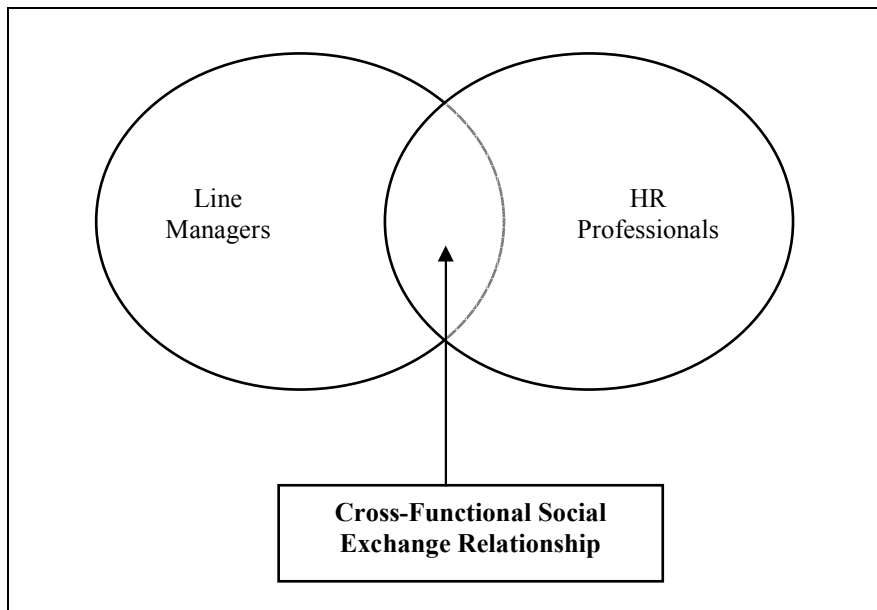 Line
Managers
HR
Professionals
Cross-Functional Social
Exchange Relationship